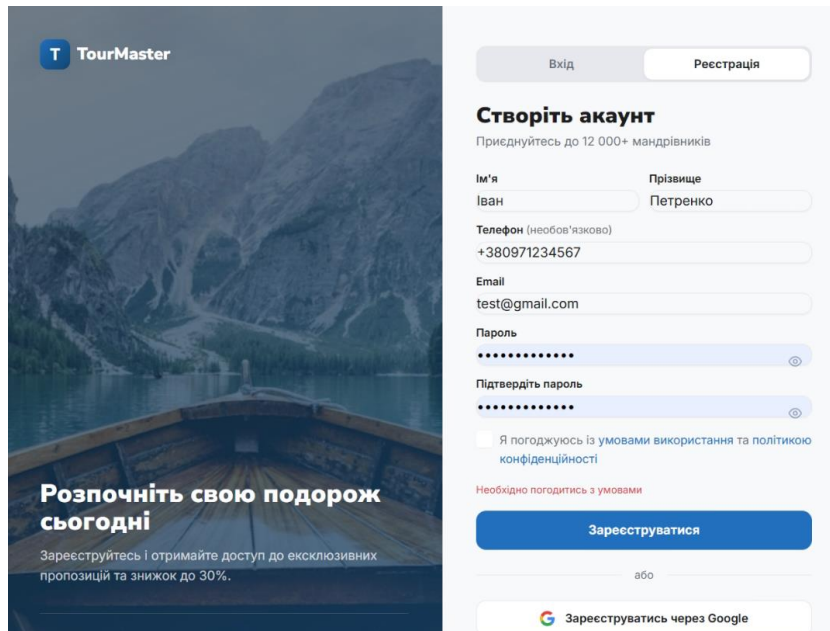 T TourMaster
Розпочніть свою подорож
сьогодні
Зареєструйтесь і отримайте доступ до ексклюзивних
пропозицій та знижок до 30%.
Вхід
Реєстрація
Створіть акаунт
Приєднуйтесь до 12 000+ мандрівників
Ім'я
Прізвище
Іван
Петренко
Телефон (необов'язково)
+380971234567
Email
test@gmail.com
Пароль
•••••••••••••
Підтвердіть пароль
•••••••••••••
Я погоджуюсь із умовами використання та політикою
конфіденційності
Необхідно погодитись з умовами
Зареєструватися
або
Зареєструватись через Google